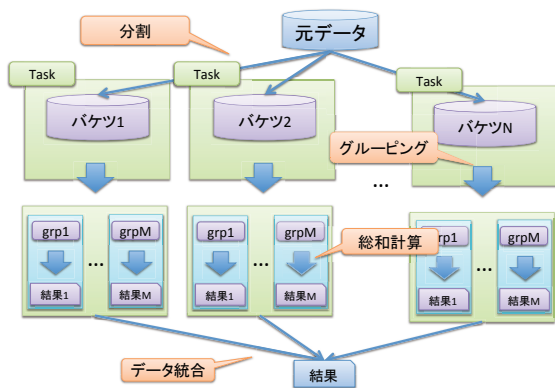 元データ
分割
Task
Task
Task
バケツ1
バケツ2
バケツN
グルーピング
...
grp1
...
grpM
grp1
...
grpM
grp1
...
grpM
総和計算
結果1
結果M
結果1
結果M
結果1
結果M
データ統合
結果